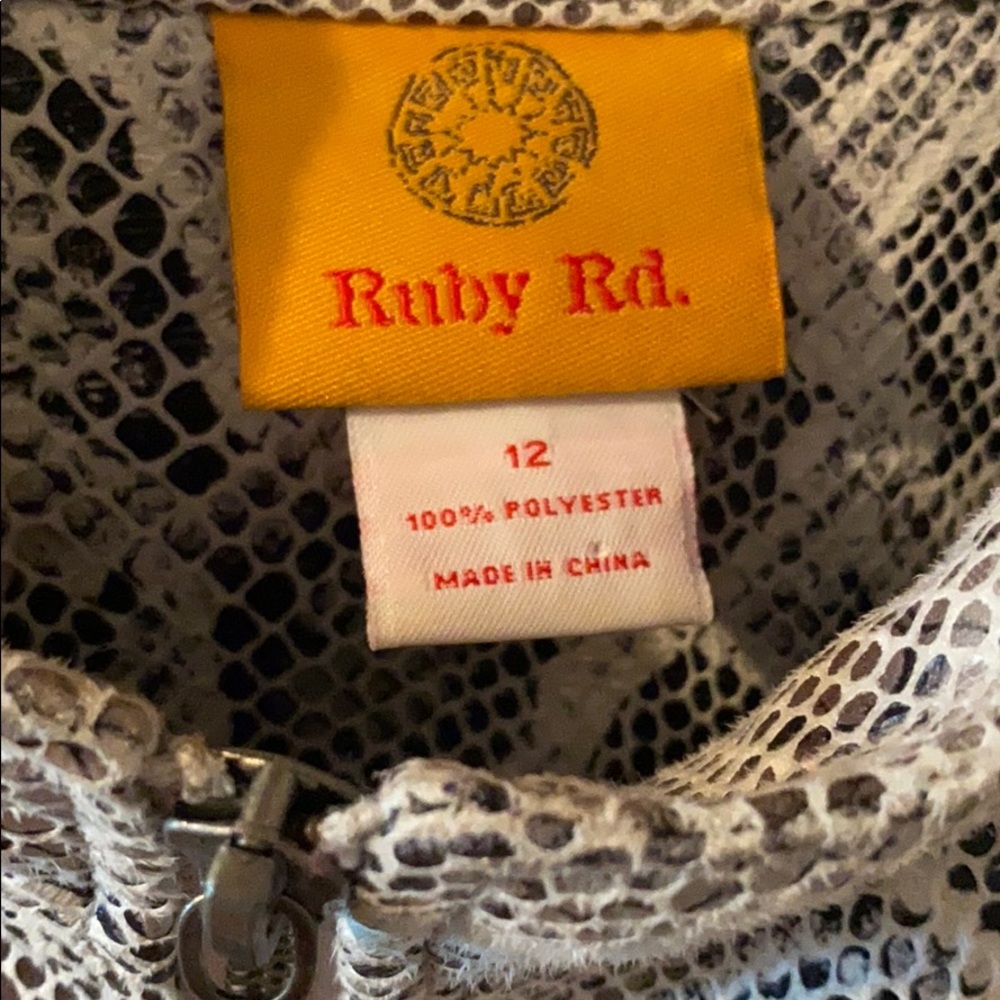 Ruby Rd.
12
100% POLYESTER
MADE IN CHINA